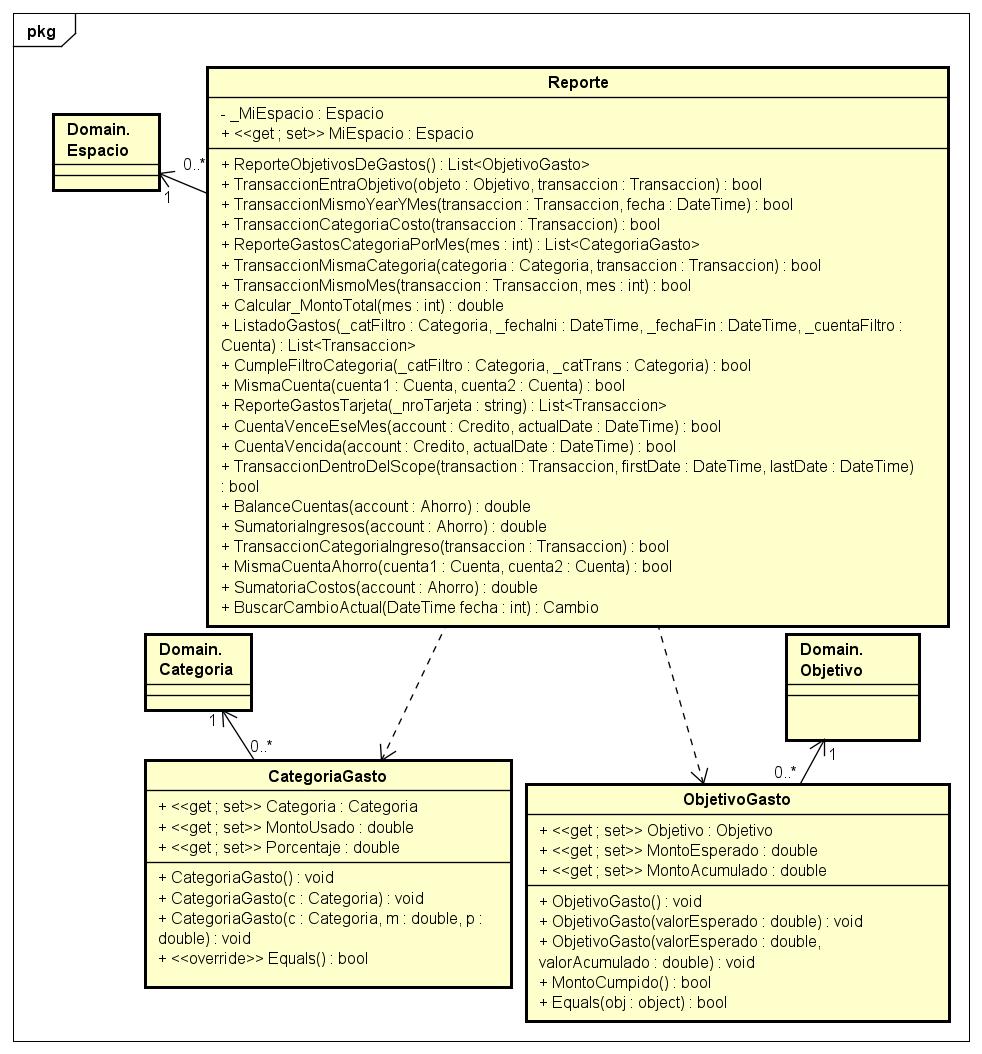 pkg
Reporte
- _MiEspacio : Espacio
+ <<get ; set>> MiEspacio : Espacio
Domain.
Espacio
0..*
1
+ ReporteObjetivosDeGastos() : List<ObjetivoGasto>
+ TransaccionEntraObjetivo(objeto : Objetivo, transaccion : Transaccion) : bool
+ TransaccionMismoYearYMes(transaccion : Transaccion, fecha : DateTime) : bool
+ TransaccionCategoriaCosto(transaccion : Transaccion) : bool
+ ReporteGastosCategoriaPorMes(mes : int) : List<CategoriaGasto>
+ TransaccionMismaCategoria(categoria : Categoria, transaccion : Transaccion) : bool
+ TransaccionMismoMes(transaccion : Transaccion, mes : int) : bool
+ Calcular_MontoTotal(mes : int) : double
+ ListadoGastos(_catFiltro : Categoria, _fechaIni : DateTime, _fechaFin : DateTime, _cuentaFiltro :
Cuenta) : List<Transaccion>
+ CumpleFiltroCategoria(_catFiltro : Categoria, _catTrans : Categoria) : bool
+ MismaCuenta(cuenta1 : Cuenta, cuenta2 : Cuenta) : bool
+ ReporteGastosTarjeta(_nroTarjeta : string) : List<Transaccion>
+ CuentaVenceEseMes(account : Credito, actualDate : DateTime) : bool
+ CuentaVencida(account : Credito, actualDate : DateTime) : bool
+ TransaccionDentroDelScope(transaction : Transaccion, firstDate : DateTime, lastDate : DateTime)
: bool
+ BalanceCuentas(account : Ahorro) : double
+ SumatoriaIngresos(account : Ahorro) : double
+ TransaccionCategoriaIngreso(transaccion : Transaccion) : bool
+ MismaCuentaAhorro(cuenta1 : Cuenta, cuenta2 : Cuenta) : bool
+ SumatoriaCostos(account : Ahorro) : double
+ BuscarCambioActual(DateTime fecha : int) : Cambio
Domain.
Categoria
1
0..*
Domain.
Objetivo
1
0..*
CategoriaGasto
+ <<get ; set>> Categoria : Categoria
+ <<get ; set>> MontoUsado : double
+ <<get ; set>> Porcentaje : double
+ CategoriaGasto() : void
+ CategoriaGasto(c : Categoria) : void
+ CategoriaGasto(c : Categoria, m : double, p :
double) : void
+ <<override>> Equals() : bool
ObjetivoGasto
+ <<get ; set>> Objetivo : Objetivo
+ <<get ; set>> MontoEsperado : double
+ <<get ; set>> MontoAcumulado : double
+ ObjetivoGasto() : void
+ ObjetivoGasto(valorEsperado : double) : void
+ ObjetivoGasto(valorEsperado : double,
valorAcumulado : double) : void
+ MontoCumpido() : bool
+ Equals(obj : object) : bool